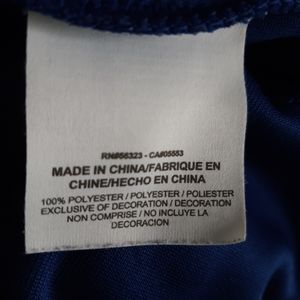 RN#56323 - CA#05553
MADE IN CHINA/FABRIQUE EN
CHINE/HECHO EN CHINA
100% POLYESTER / POLYESTER / POLIESTER
EXCLUSIVE OF DECORATION / DECORATION
NON COMPRISE / NO INCLUYE LA
DECORACION